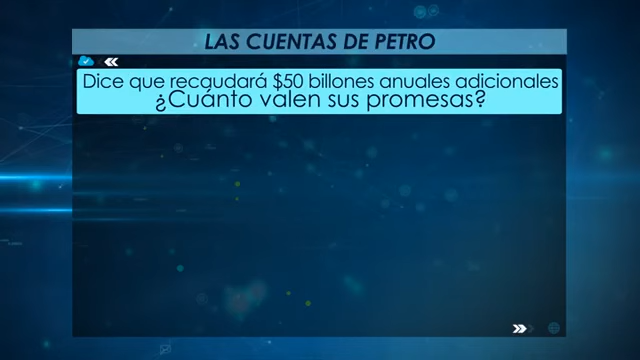 LAS CUENTAS DE PETRO
Dice que recaudará $50 billones anuales adicionales
¿Cuánto valen sus promesas?